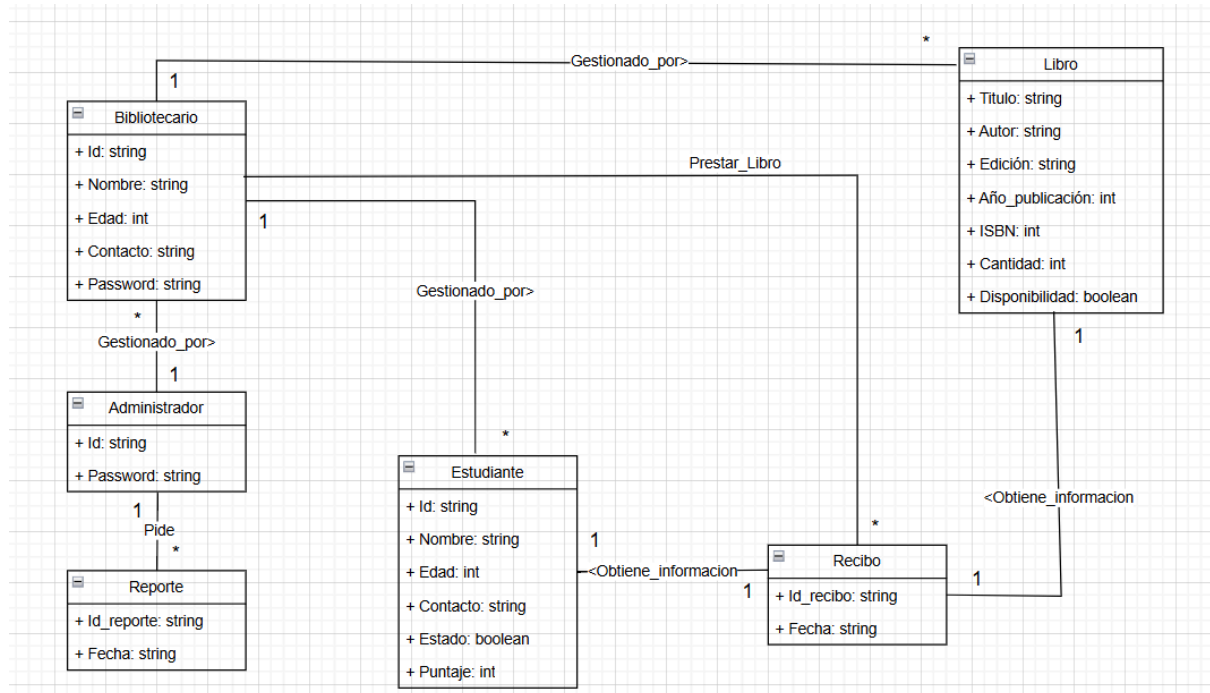 *
Gestionado_por>
1
Libro
+ Titulo: string
+ Autor: string
+ Edición: string
+ Año_publicación: int
+ ISBN: int
+ Cantidad: int
+ Disponibilidad: boolean
1
Bibliotecario
+ Id: string
+ Nombre: string
+ Edad: int
+ Contacto: string
+ Password: string
Prestar_Libro
1
Gestionado_por>
*
*
Gestionado_por>
1
Administrador
+ Id: string
+ Password: string
1
Pide
*
Reporte
+ Id_reporte: string
+ Fecha: string
Estudiante
+ Id: string
+ Nombre: string
+ Edad: int
+ Contacto: string
+ Estado: boolean
+ Puntaje: int
1
<Obtiene_informacion
1
*
Recibo
+ Id_recibo: string
+ Fecha: string
1
<Obtiene_informacion